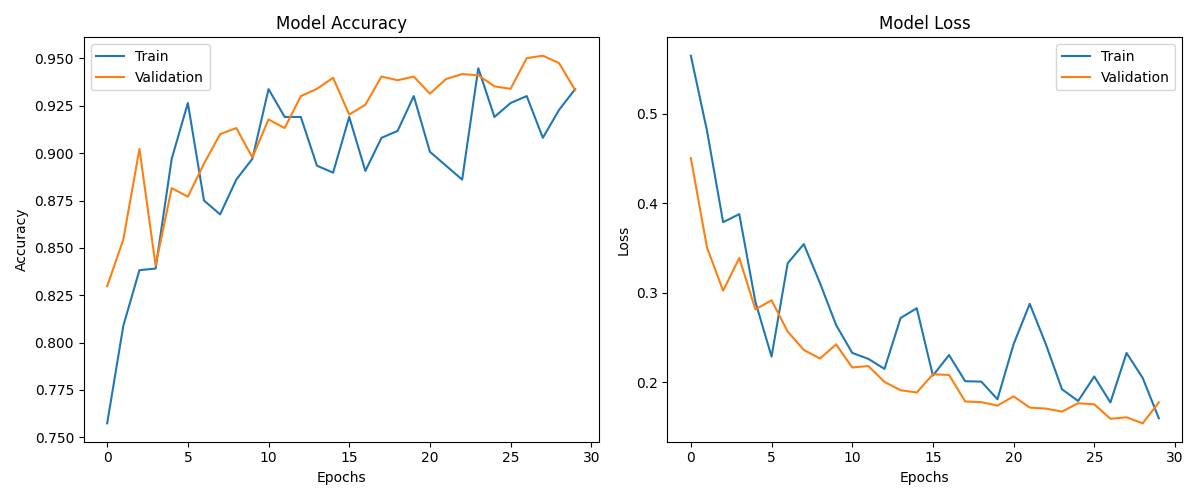 Model Accuracy
Train
Validation
0.950
0.925
0.900
0.875
0.850
0.825
0.800
0.775
0.750
Accuracy
0 5 10 15 20 25 30
Epochs
Model Loss
Train
Validation
0.5
0.4
0.3
0.2
Loss
0 5 10 15 20 25 30
Epochs